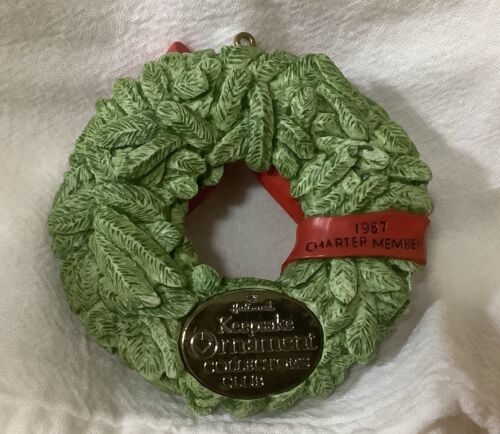 1987
CHARTER MEMBER
Hallmark
Keepsake
Ornament
COLLECTOR'S
CLUB